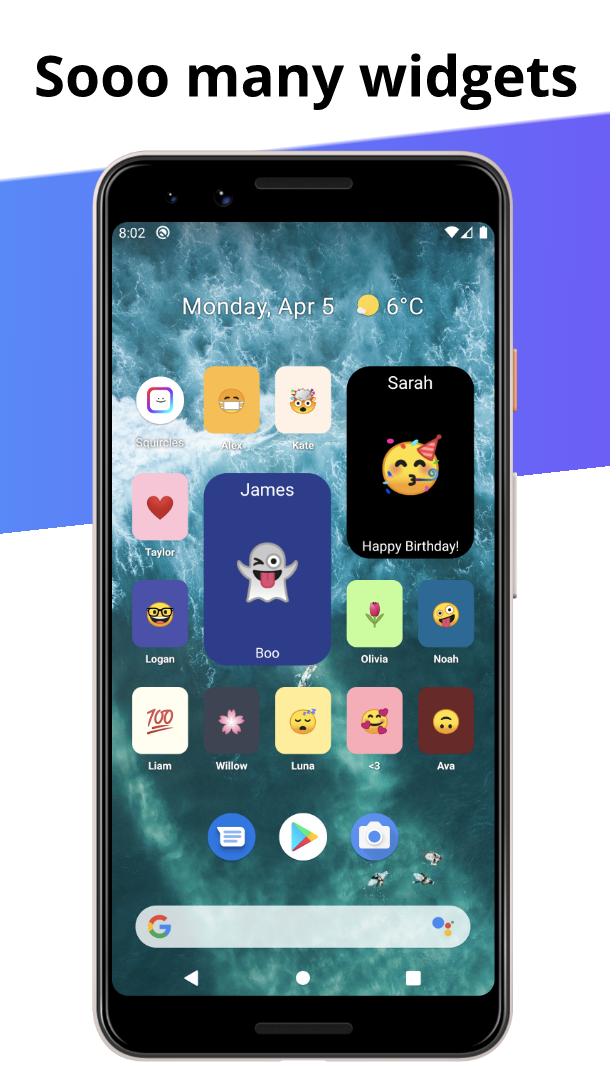 Sooo many widgets
8:02
Monday, Apr 5 6°C
Squircles
Alex
Kate
Sarah
Happy Birthday!
Taylor
James
Boo
Logan
Olivia
Noah
100
Liam
Willow
Luna
<3
Ava
G